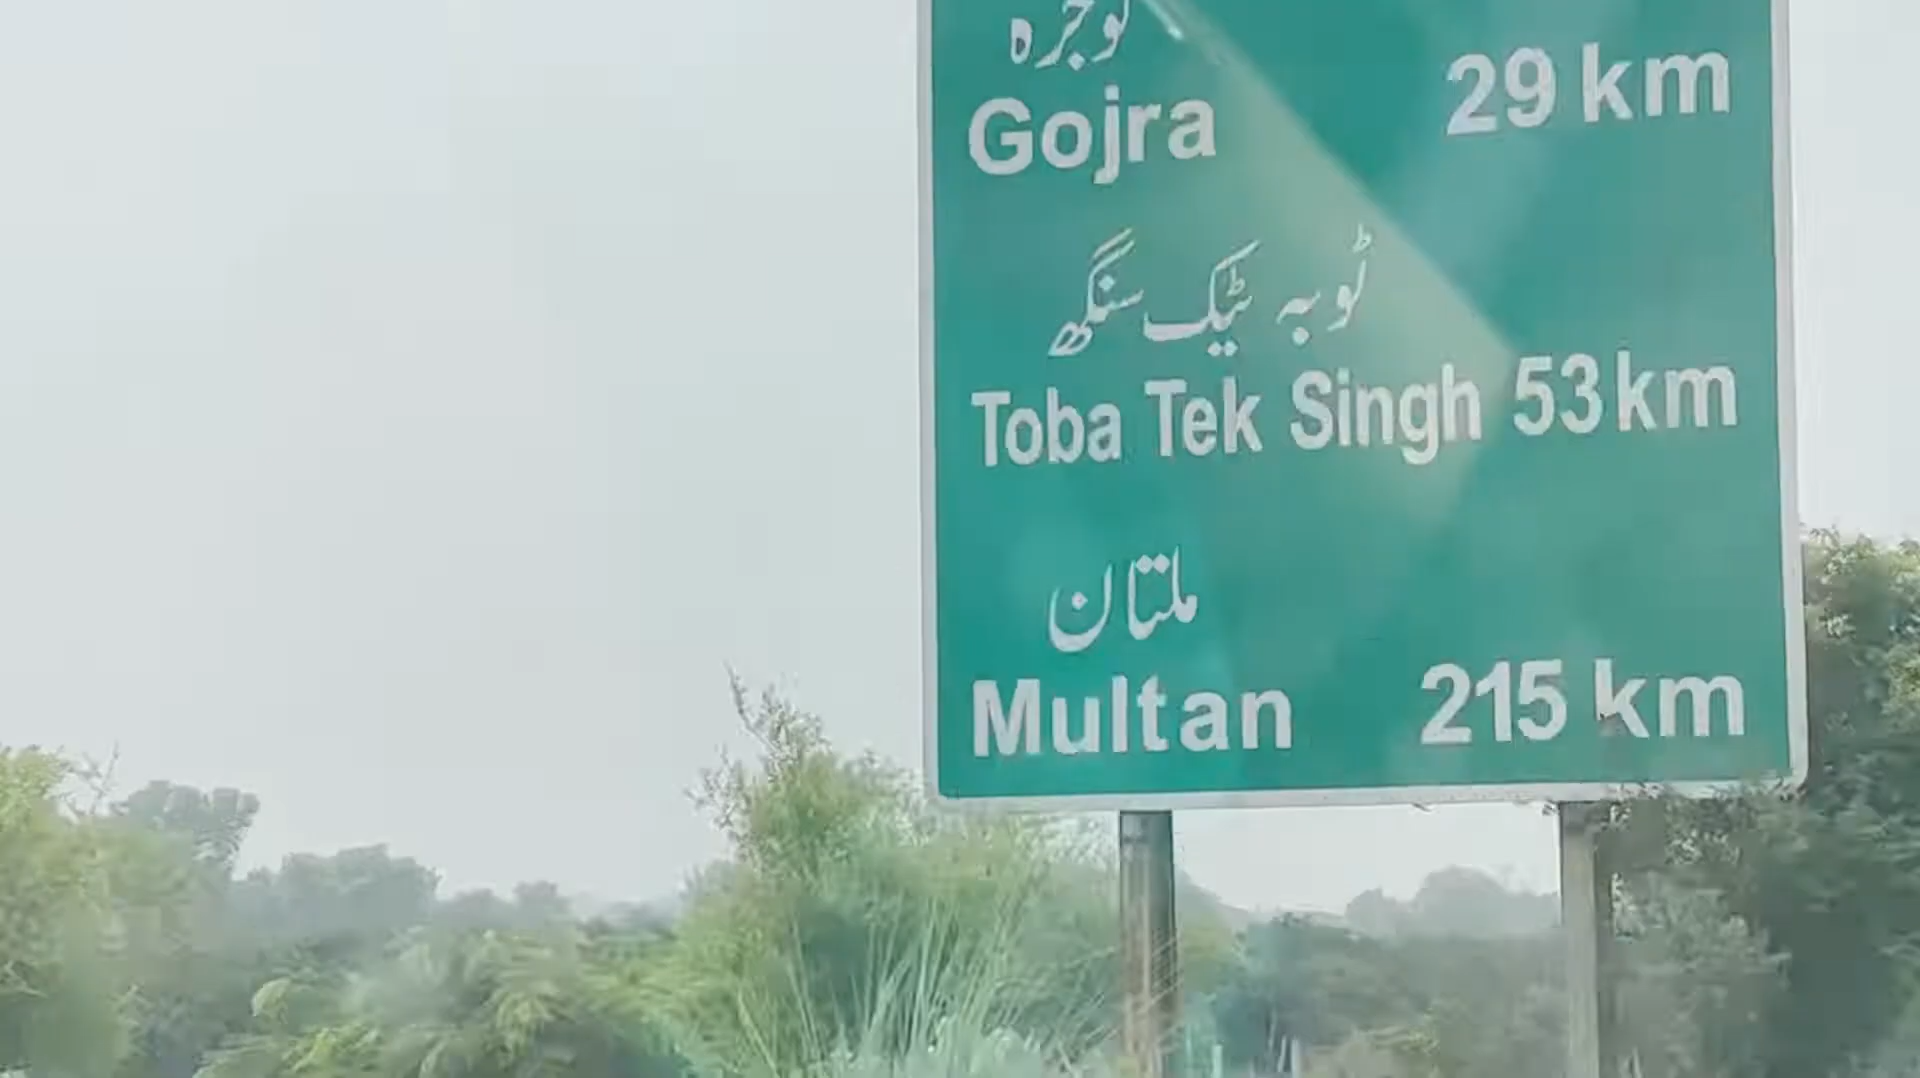 گوجرہ
Gojra 29 km
ٹوبہ ٹیک سنگھ
Toba Tek Singh 53 km
ملتان
Multan 215 km